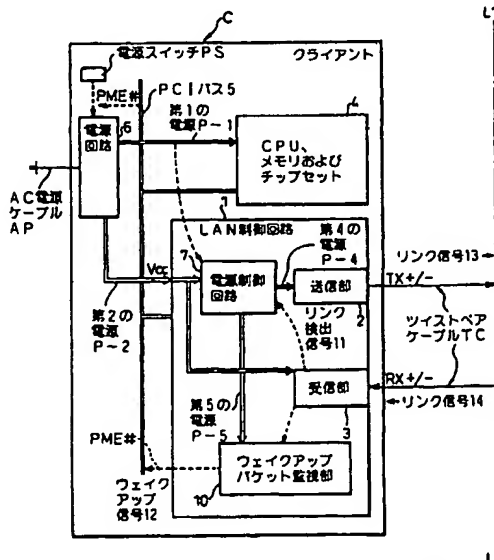 C
L1
電源スイッチPS
クライアント
PME#
PCIバス5
第1の
電源P-1
6
電源
回路
4
CPU、
メモリおよび
チップセット
AC電源
ケーブル
AP
1
LAN制御回路
第4の
電源
P-4
Vcc
7
電源制御
回路
送信部
2
リンク信号13
TX+/-
第2の
電源
P-2
リンク
検出
信号11
ツイストペア
ケーブルTC
RX+/-
受信部
3
リンク信号14
第5の
電源
P-5
PME#
ウェイクアップ
パケット監視部
10
ウェイク
アップ
信号12
L